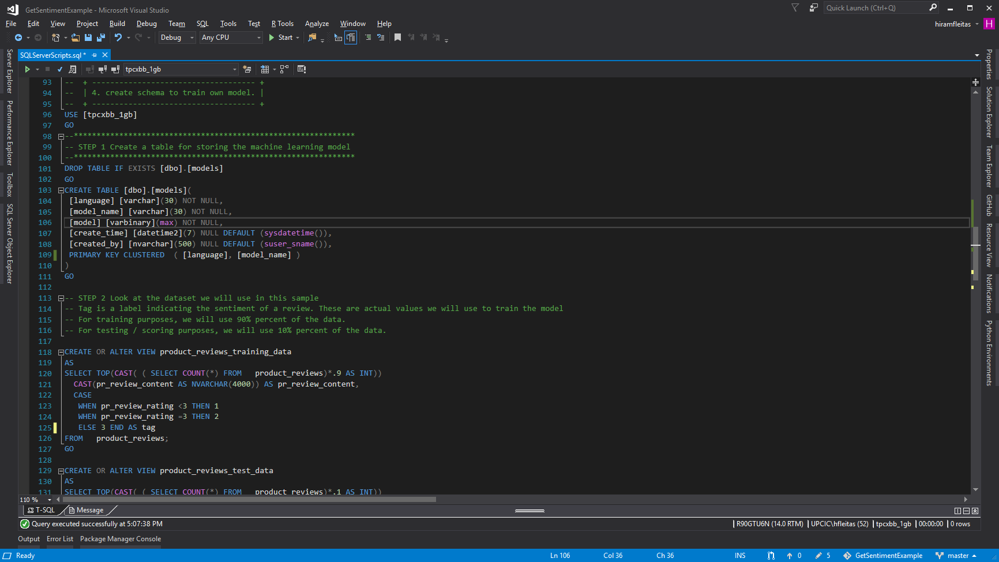 GetSentimentExample - Microsoft Visual Studio
Quick Launch (Ctrl+Q)
File Edit View Project Build Debug Team SQL Tools Test R Tools Analyze Window Help
hiramfleitas H
Debug Any CPU Start
SQLServerScripts.sql *
tpcxbb_1gb
93 -- + ------------------------------------ +
94 -- | 4. create schema to train own model. |
95 -- + ------------------------------------ +
96 USE [tpcxbb_1gb]
97 GO
98 --**************************************************************
99 -- STEP 1 Create a table for storing the machine learning model
100 --**************************************************************
101 DROP TABLE IF EXISTS [dbo].[models]
102 GO
103 CREATE TABLE [dbo].[models](
104 [language] [varchar](30) NOT NULL,
105 [model_name] [varchar](30) NOT NULL,
106 [model] [varbinary](max) NOT NULL,
107 [create_time] [datetime2](7) NULL DEFAULT (sysdatetime()),
108 [created_by] [nvarchar](500) NULL DEFAULT (suser_sname()),
109 PRIMARY KEY CLUSTERED ( [language], [model_name] )
110 )
111 GO
112
113 -- STEP 2 Look at the dataset we will use in this sample
114 -- Tag is a label indicating the sentiment of a review. These are actual values we will use to train the model
115 -- For training purposes, we will use 90% percent of the data.
116 -- For testing / scoring purposes, we will use 10% percent of the data.
117
118 CREATE OR ALTER VIEW product_reviews_training_data
119 AS
120 SELECT TOP(CAST( ( SELECT COUNT(*) FROM product_reviews)*.9 AS INT))
121 CAST(pr_review_content AS NVARCHAR(4000)) AS pr_review_content,
122 CASE
123 WHEN pr_review_rating <3 THEN 1
124 WHEN pr_review_rating =3 THEN 2
125 ELSE 3 END AS tag
126 FROM product_reviews;
127 GO
128
129 CREATE OR ALTER VIEW product_reviews_test_data
130 AS
131 SELECT TOP(CAST( ( SELECT COUNT(*) FROM product_reviews)*.1 AS INT))
Server Explorer
Performance Explorer
Toolbox
SQL Server Object Explorer
Properties
Solution Explorer
Team Explorer
GitHub
Resource View
Notifications
Python Environments
110 %
T-SQL Message
Query executed successfully at 5:07:38 PM
R90GTU6N (14.0 RTM) UPCIC\hfleitas (52) tpcxbb_1gb 00:00:00 0 rows
Output Error List Package Manager Console
Ready Ln 106 Col 36 Ch 36 INS 0 5 GetSentimentExample master